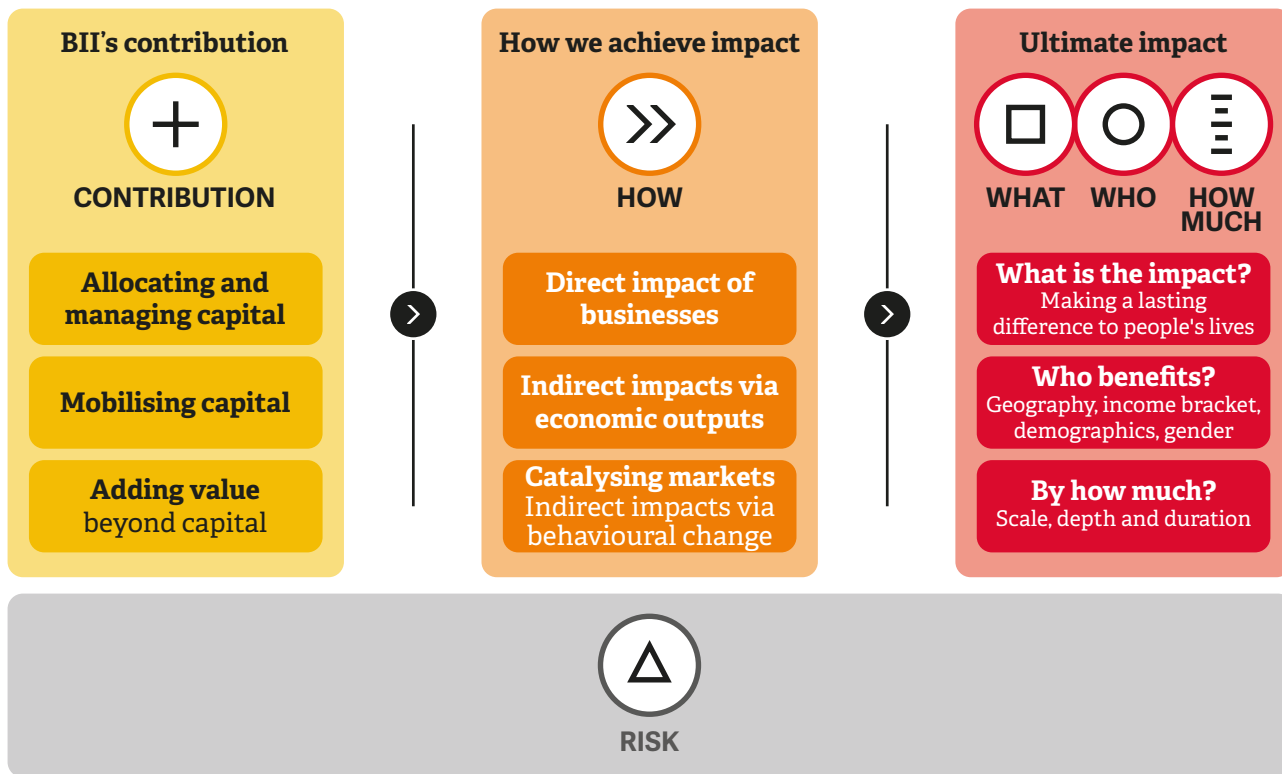 BII's contribution
CONTRIBUTION
Allocating and
managing capital
Mobilising capital
Adding value
beyond capital
How we achieve impact
HOW
Direct impact of
businesses
Indirect impacts via
economic outputs
Catalysing markets
Indirect impacts via
behavioural change
Ultimate impact
WHAT
WHO
HOW
MUCH
What is the impact?
Making a lasting
difference to people's lives
Who benefits?
Geography, income bracket,
demographics, gender
By how much?
Scale, depth and duration
RISK